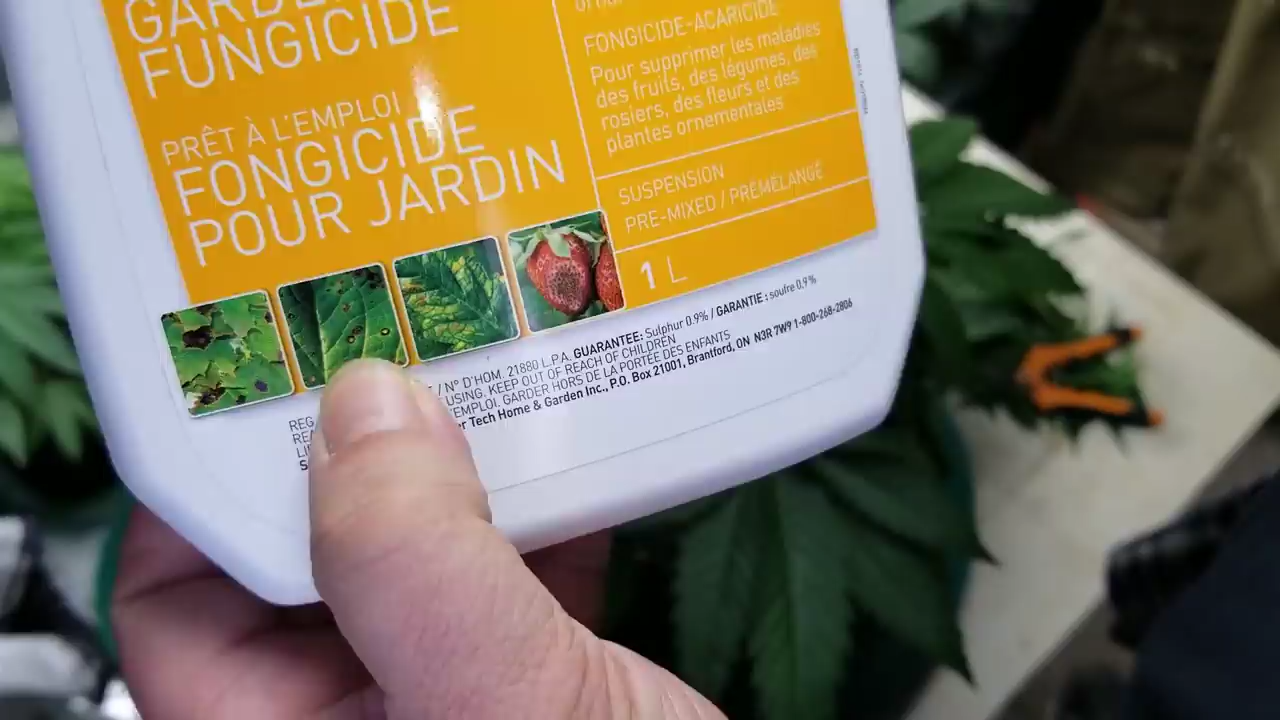 GARDEN
FUNGICIDE
PRÊT À L'EMPLOI
FONGICIDE
POUR JARDIN
FONGICIDE-ACARICIDE
Pour supprimer les maladies
des fruits, des légumes, des
rosiers, des fleurs et des
plantes ornementales
SUSPENSION
PRE-MIXED / PRÉMÉLANGÉ
1 L
REG / Nº D'HOM. 21880 L.P.A. GUARANTEE: Sulphur 0.9% / GARANTIE : soufre 0.9%
USING. KEEP OUT OF REACH OF CHILDREN
EMPLOI. GARDER HORS DE LA PORTÉE DES ENFANTS
Tech Home & Garden Inc., P.O. Box 21001, Brantford, ON N3R 7W9 1-800-268-2806